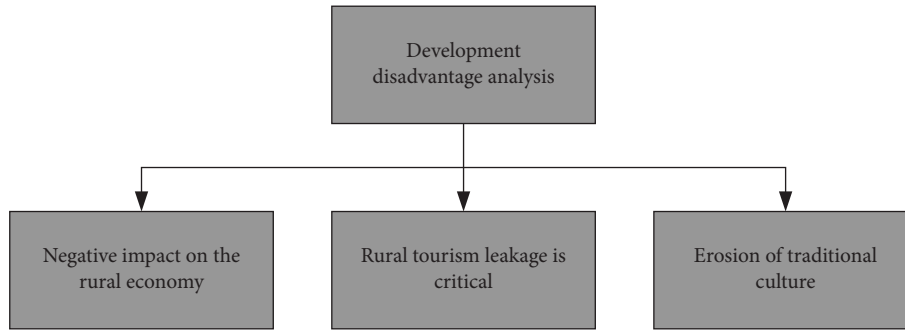 Development
disadvantage analysis
Negative impact on the
rural economy
Rural tourism leakage is
critical
Erosion of traditional
culture